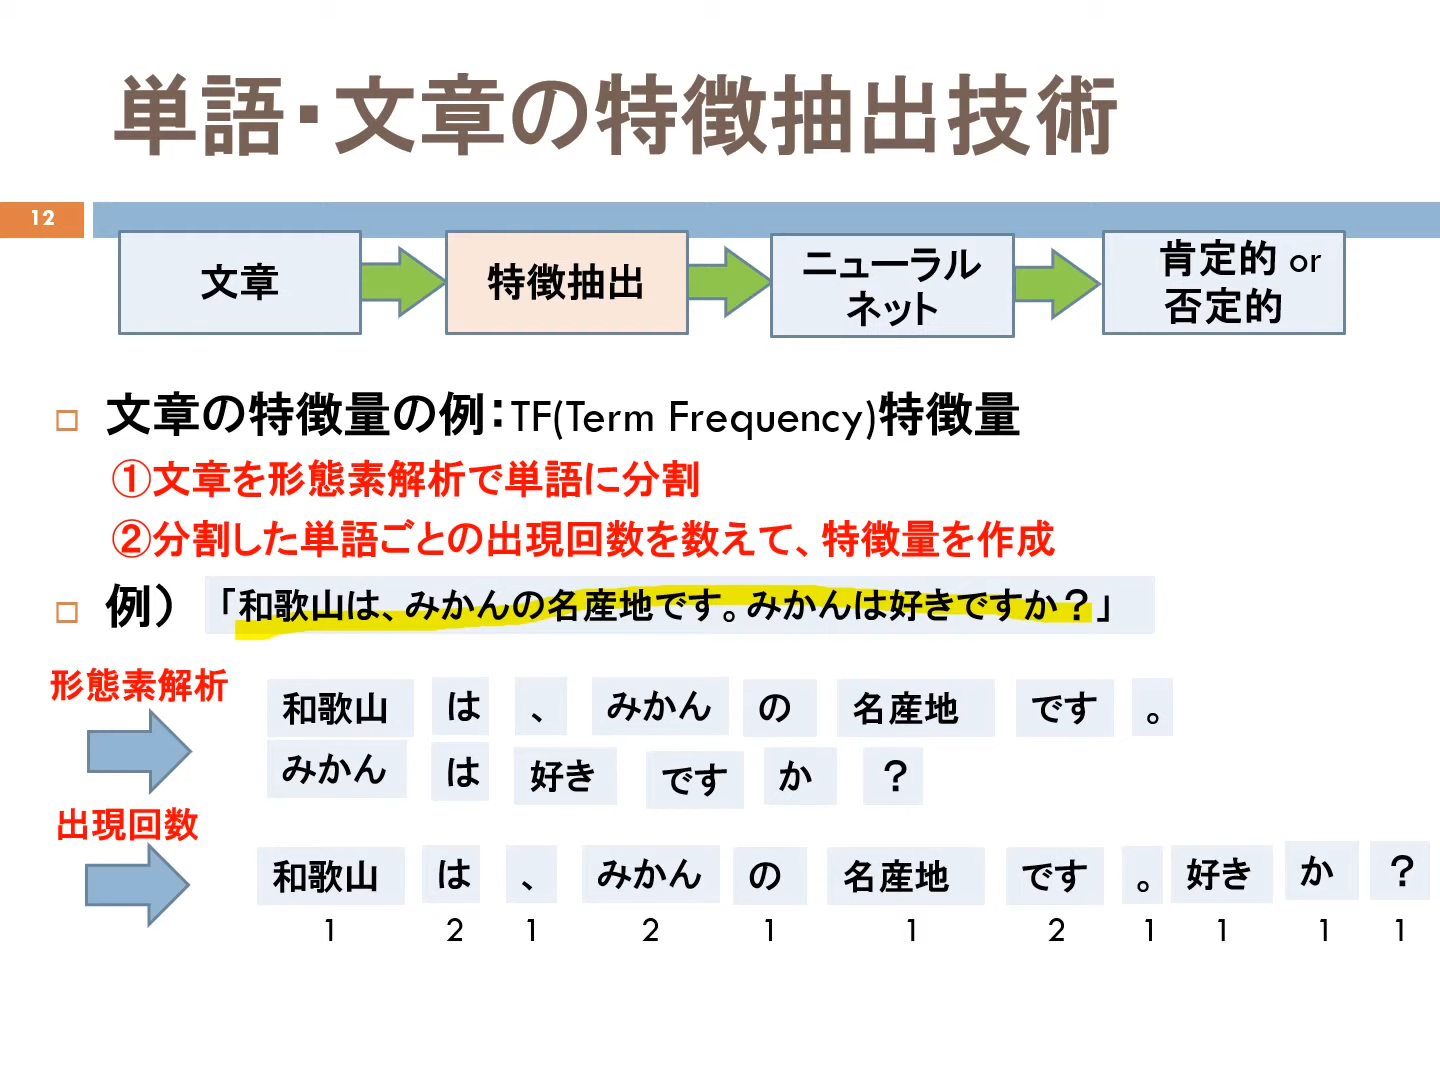 単語・文章の特徴抽出技術
12
文章
特徴抽出
ニューラル
ネット
肯定的 or
否定的
文章の特徴量の例：TF(Term Frequency)特徴量
①文章を形態素解析で単語に分割
②分割した単語ごとの出現回数を数えて、特徴量を作成
例）「和歌山は、みかんの名産地です。みかんは好きですか？」
形態素解析
和歌山 は 、 みかん の 名産地 です 。
みかん は 好き です か ？
出現回数
和歌山 は 、 みかん の 名産地 です 。 好き か ？
1 2 1 2 1 1 2 1 1 1 1